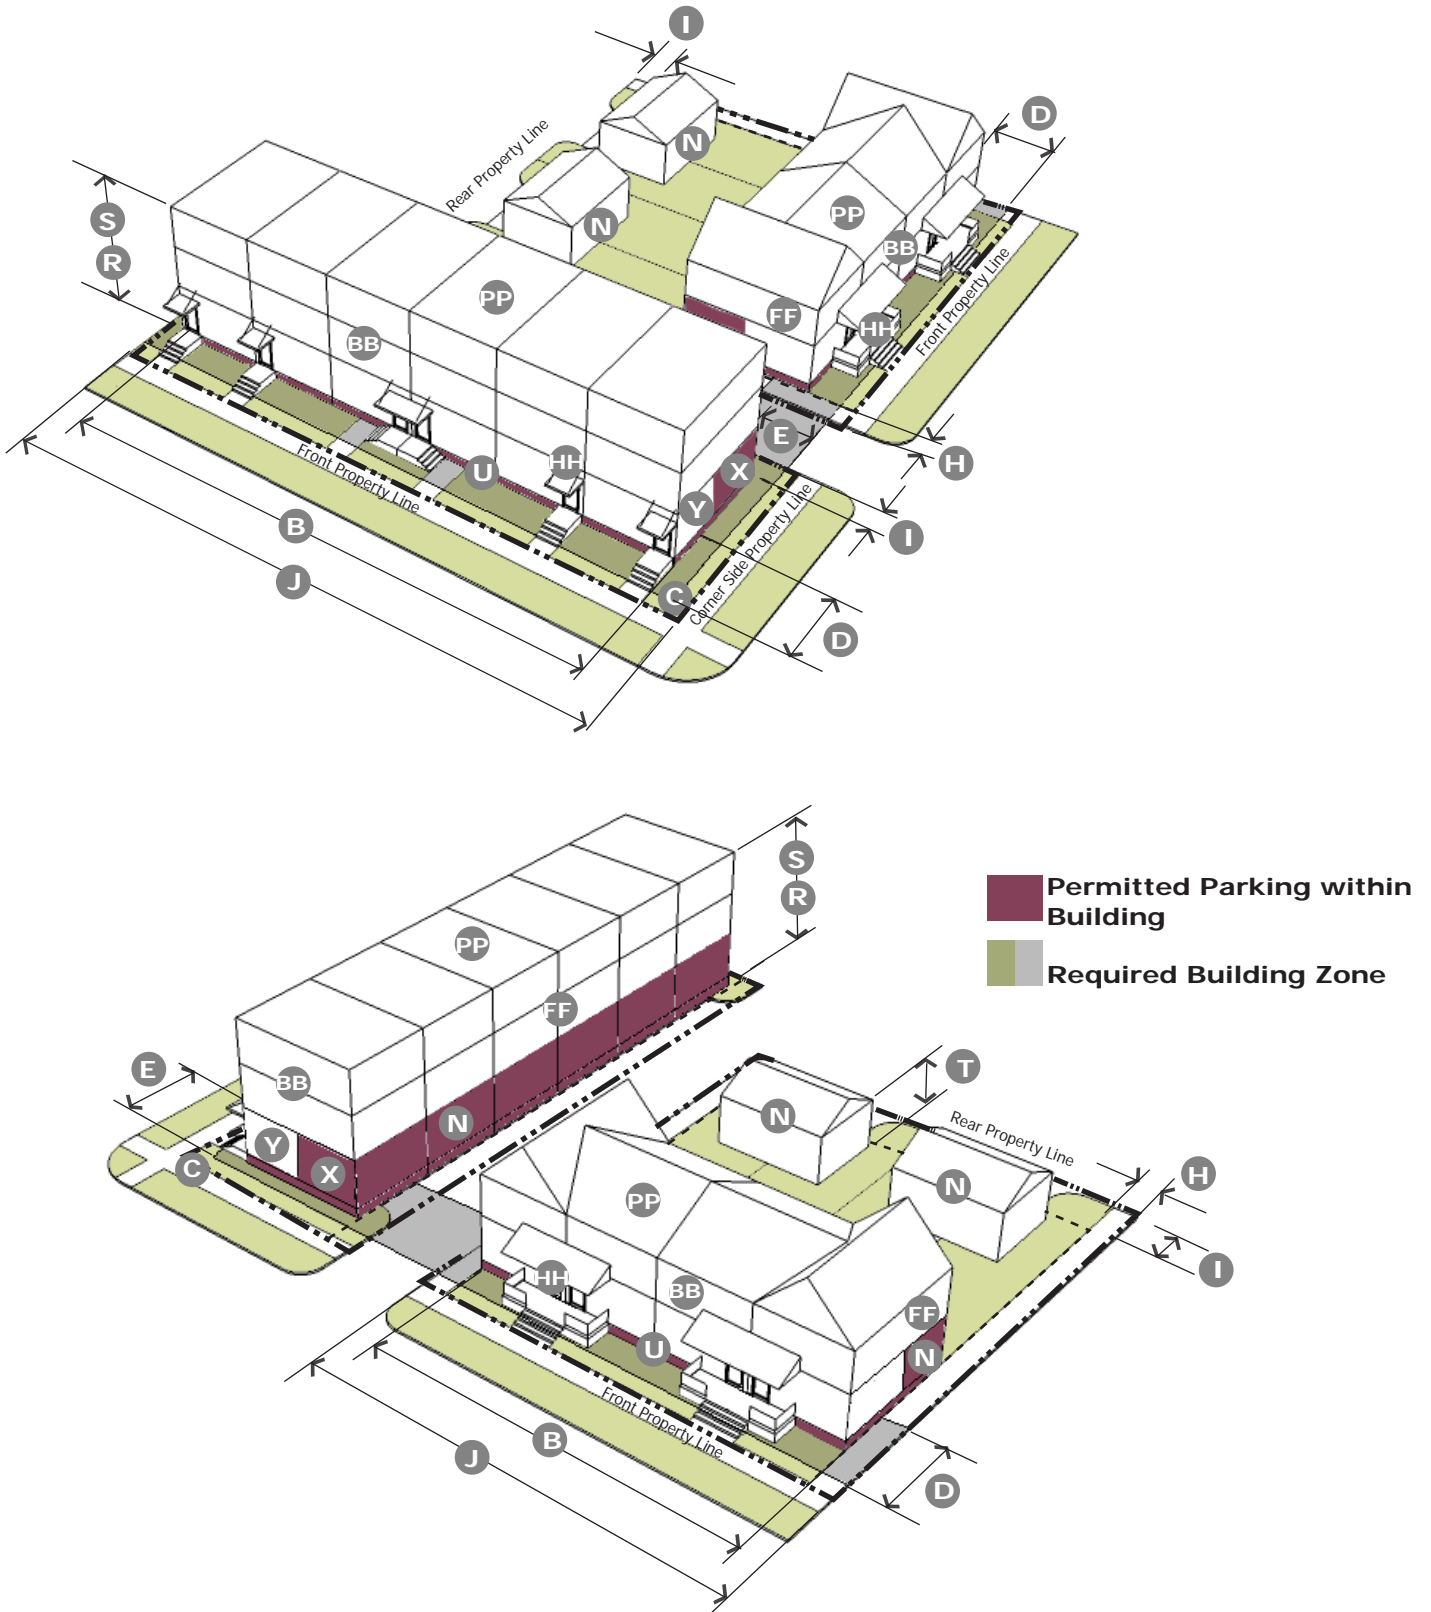 I
D
Rear Property Line
N
N
S
R
PP
BB
PP
BB
FF
HH
Front Property Line
E
H
X
Y
HH
U
Front Property Line
I
B
J
C
Corner Side Property Line
D
S
R
Permitted Parking within
Building
Required Building Zone
PP
FF
E
BB
N
Y
X
C
T
N
Rear Property Line
N
H
I
PP
HH
BB
FF
U
N
Front Property Line
B
J
D